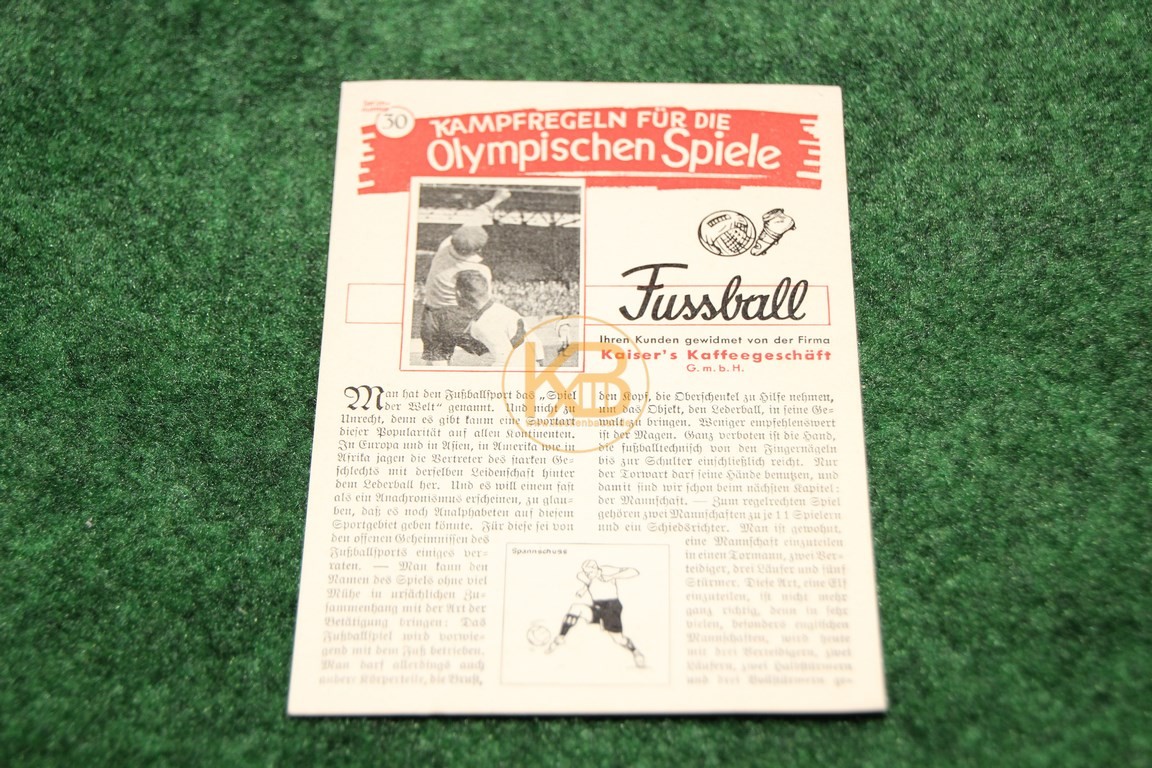 30
KAMPFREGELN FÜR DIE
Olympischen Spiele
Fussball
Ihren Kunden gewidmet von der Firma
Kaiser's Kaffeegeschäft
G. m. b. H.
Man hat den Fußballsport das „Spiel
der Welt“ genannt. Und nicht zu
Unrecht, denn es gibt kaum eine Sportart
dieser Popularität auf allen Kontinenten.
In Europa und in Asien, in Amerika wie in
Afrika jagen die Vertreter des starken Ge-
schlechts mit derselben Leidenschaft hinter
dem Lederball her. Und es will einem fast
als ein Anachronismus erscheinen, zu glau-
ben, daß es noch Analphabeten auf diesem
Sportgebiet geben könnte. Für diese sei von
den offenen Geheimnissen des
Fußballsports einiges ver-
raten. — Man kann den
Namen des Spiels ohne viel
Mühe in ursächlichen Zu-
sammenhang mit der Art der
Betätigung bringen: Das
Fußballspiel wird vorwie-
gend mit dem Fuß betrieben.
Man darf allerdings auch
andere Körperteile, die Brust,
den Kopf, die Oberschenkel zu Hilfe nehmen,
um das Objekt, den Lederball, in seine Ge-
walt zu bringen. Weniger empfehlenswert
ist der Magen. Ganz verboten ist die Hand,
die fußballtechnisch von den Fingernägeln
bis zur Schulter einschließlich reicht. Nur
der Torwart darf seine Hände benutzen, und
damit sind wir schon beim nächsten Kapitel:
der Mannschaft. — Zum regelrechten Spiel
gehören zwei Mannschaften zu je 11 Spielern
und ein Schiedsrichter. Man ist gewohnt,
eine Mannschaft einzuteilen
in einen Tormann, zwei Ver-
teidiger, drei Läufer und fünf
Stürmer. Diese Art, eine Elf
einzuteilen, ist nicht mehr
ganz richtig, denn in sehr
vielen, besonders englischen
Mannschaften, wird heute
mit drei Verteidigern, zwei
Läufern, zwei Halbstürmern
und drei Vollstürmern ge-
Spannschuss
KB